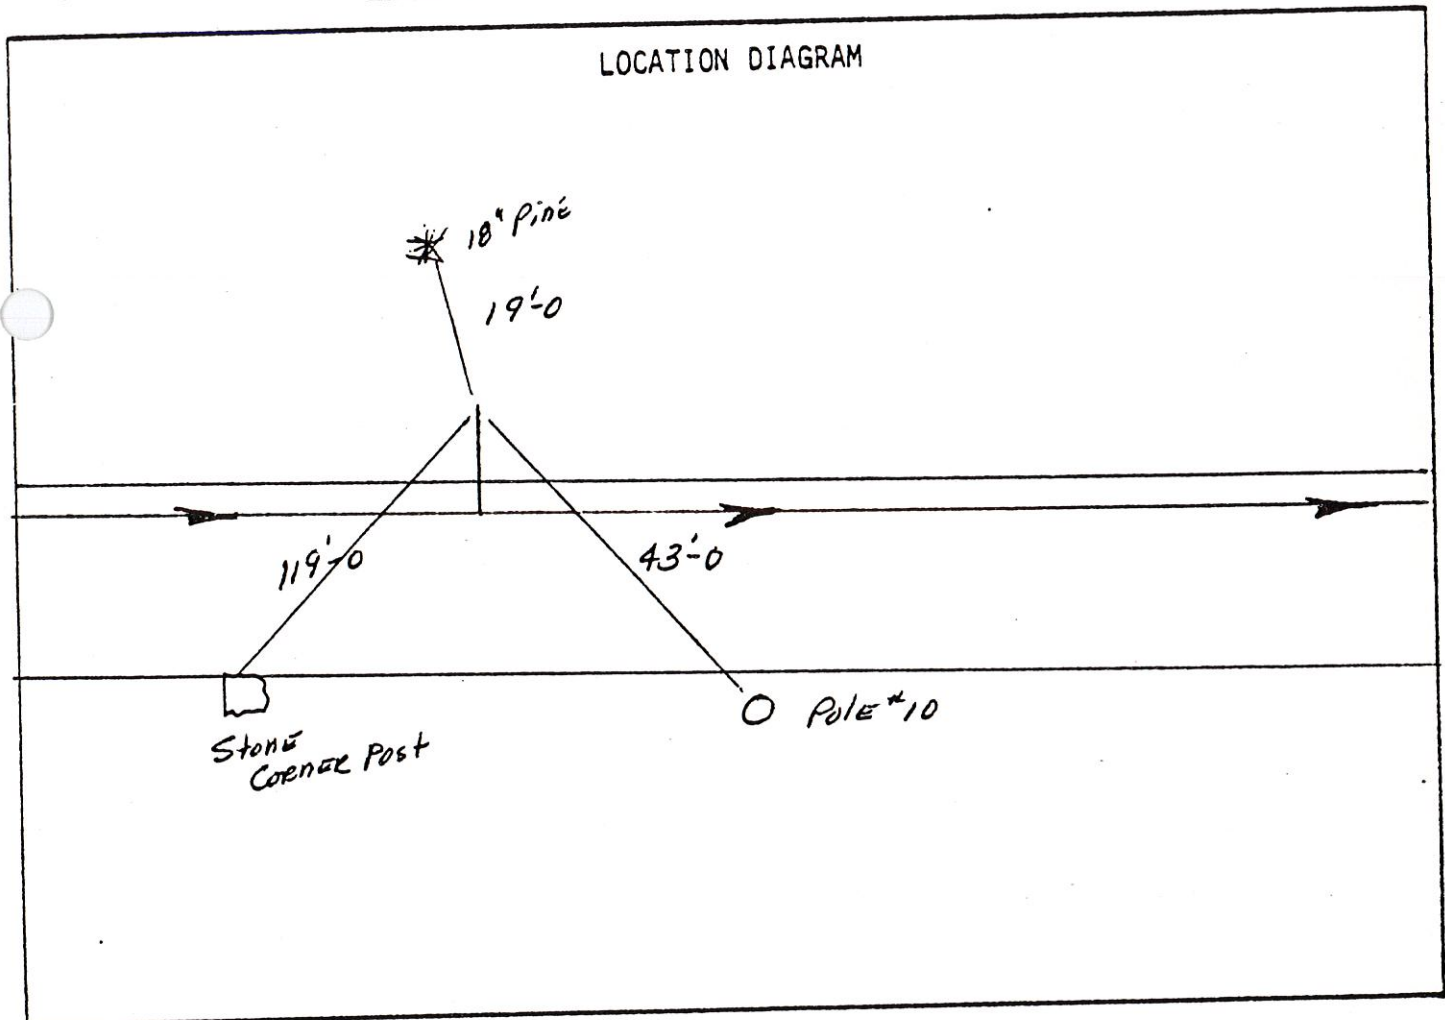 LOCATION DIAGRAM
18" Pine
19'-0
119'-0
43'-0
Stone
Corner Post
Pole #10